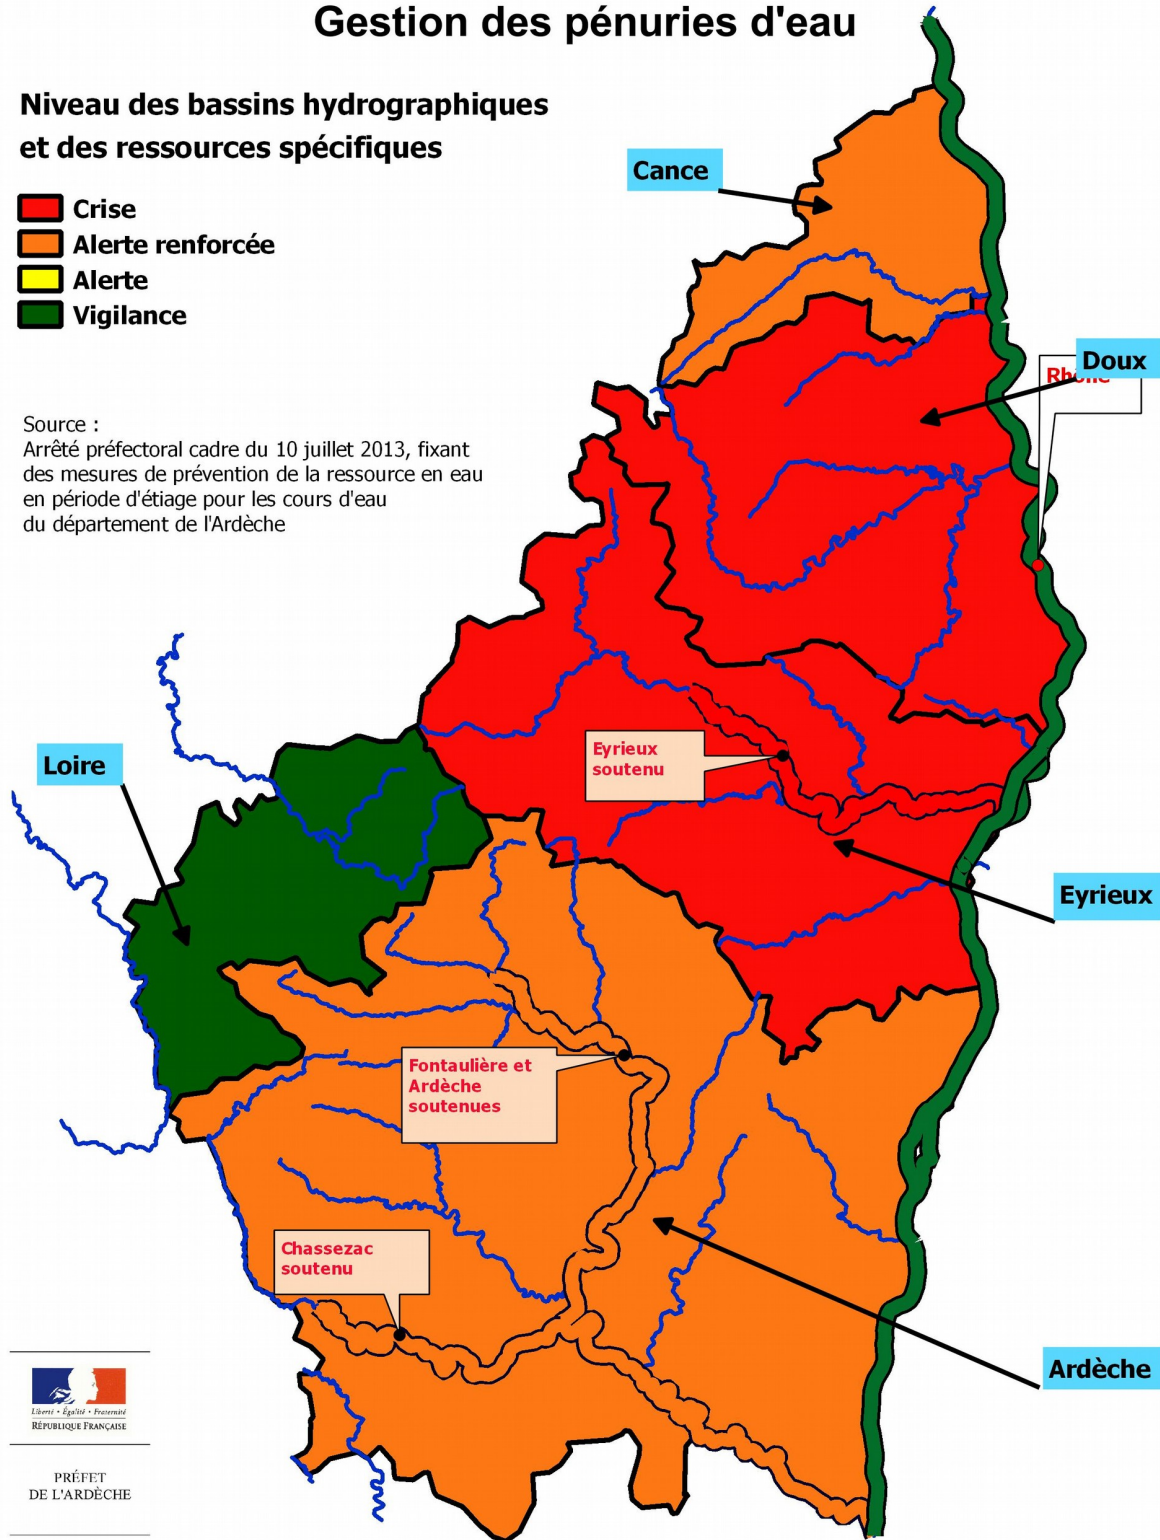 Gestion des pénuries d'eau
Niveau des bassins hydrographiques
et des ressources spécifiques
Crise
Alerte renforcée
Alerte
Vigilance
Source :
Arrêté préfectoral cadre du 10 juillet 2013, fixant
des mesures de prévention de la ressource en eau
en période d'étiage pour les cours d'eau
du département de l'Ardèche
Cance
Doux
Rhône
Eyrieux
soutenu
Loire
Eyrieux
Fontaulière et
Ardèche
soutenues
Chassezac
soutenu
Ardèche
Liberté • Égalité • Fraternité
RÉPUBLIQUE FRANÇAISE
PRÉFET
DE L'ARDÈCHE